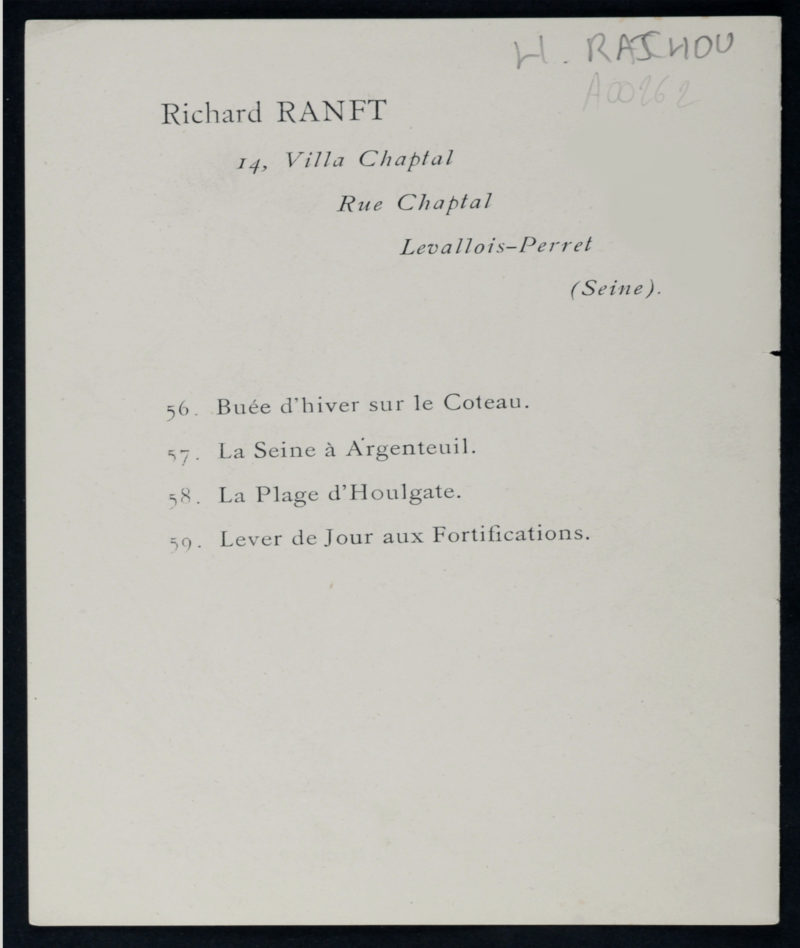 H. RACHOU
A00262
Richard RANFT
14, Villa Chaptal
Rue Chaptal
Levallois-Perret
(Seine).
56. Buée d'hiver sur le Coteau.
57. La Seine à Argenteuil.
58. La Plage d'Houlgate.
59. Lever de Jour aux Fortifications.